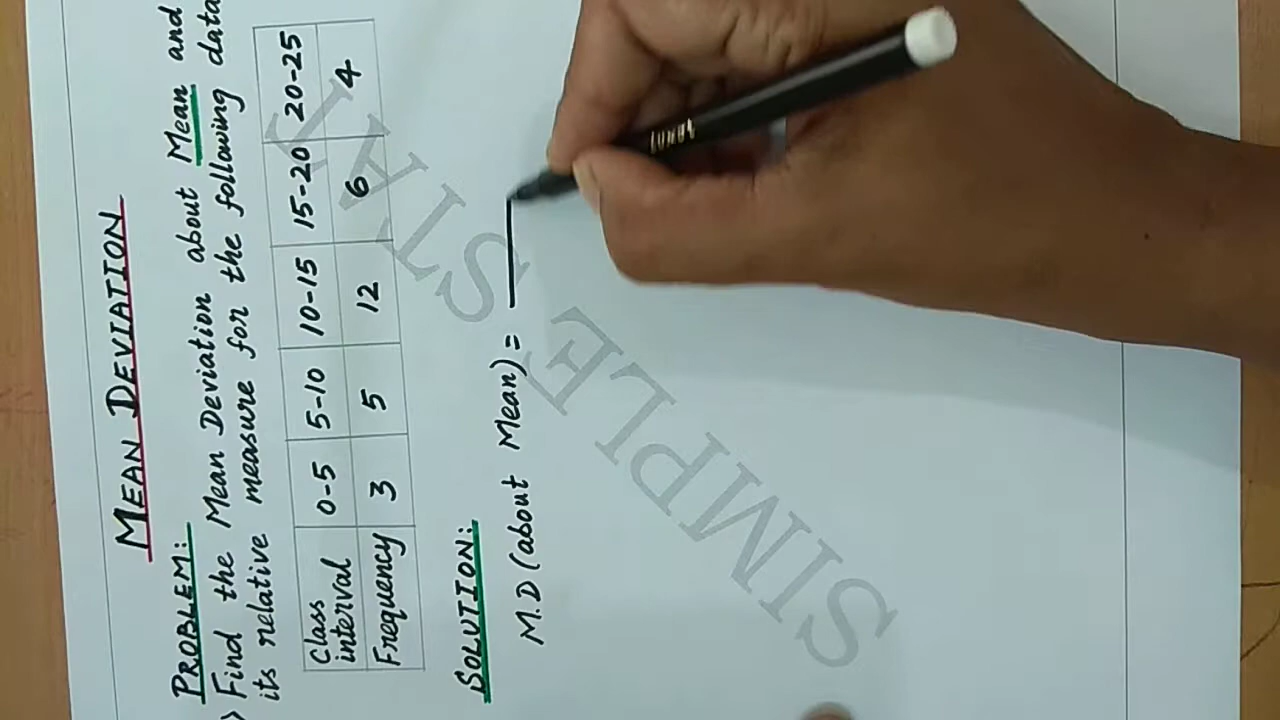 MEAN DEVIATION
PROBLEM:
) Find the Mean Deviation about Mean and
its relative measure for the following data
Class interval 0-5 5-10 10-15 15-20 20-25
Frequency 3 5 12 6 4
SOLUTION:
M.D (about Mean) =
SIMPLE STAT